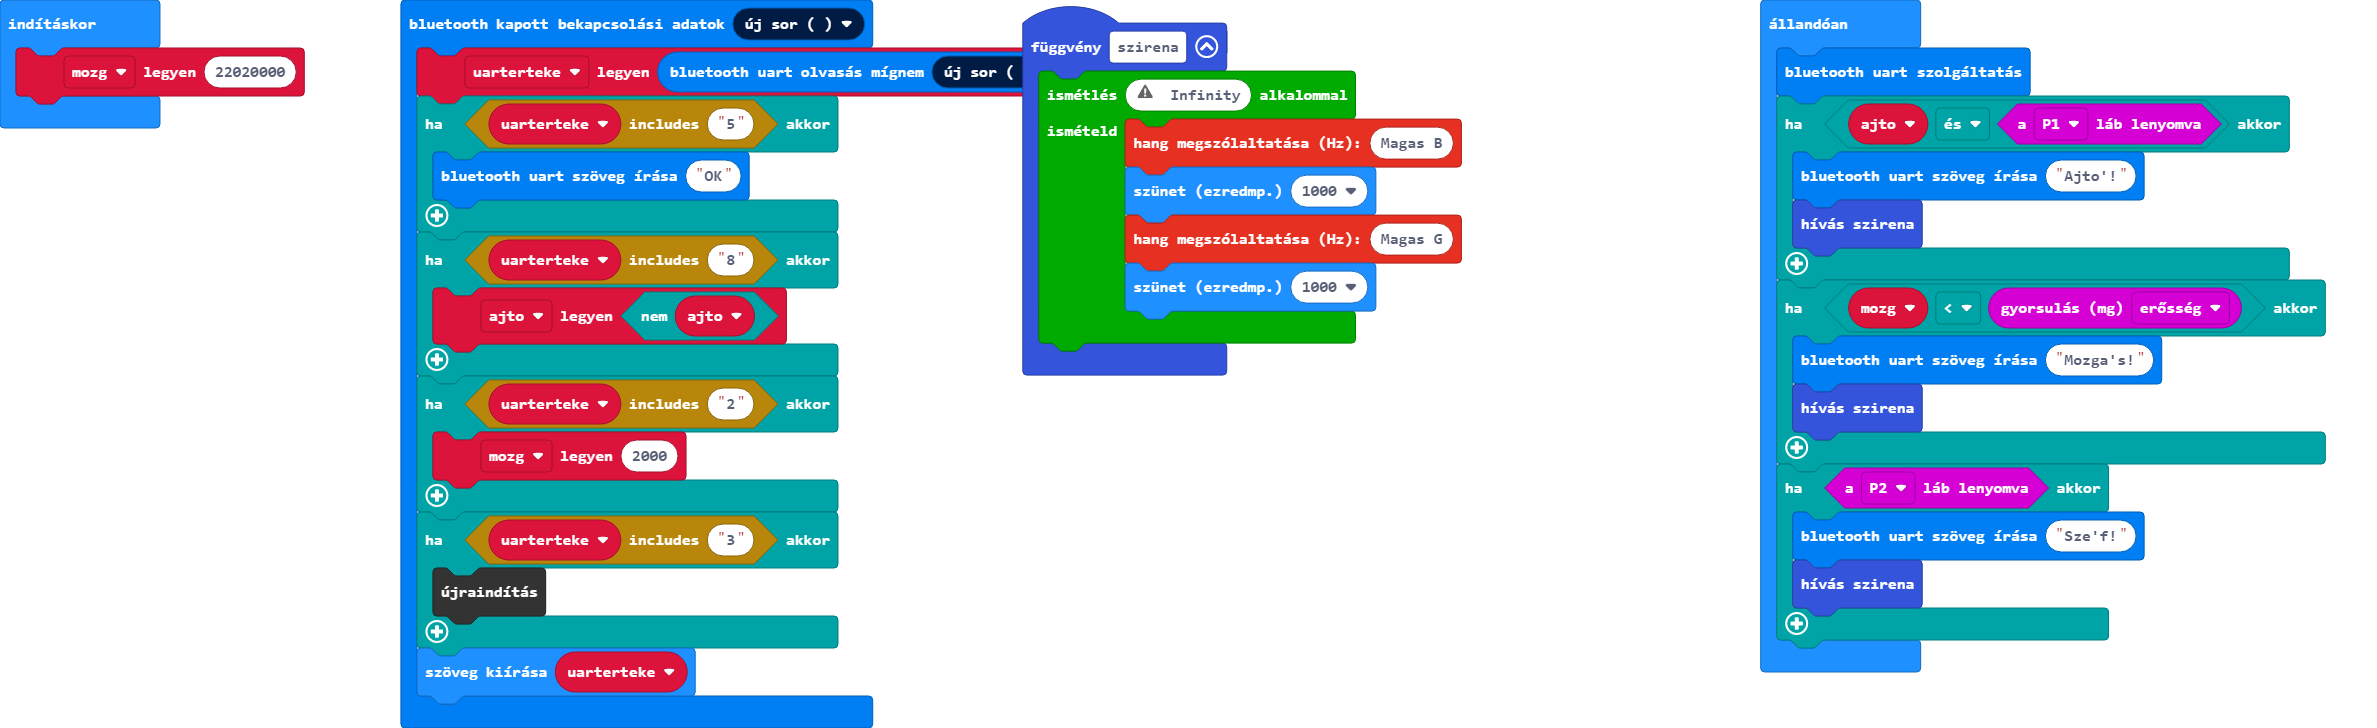 indításkor
mozg legyen 22020000
bluetooth kapott bekapcsolási adatok új sor ( )
uarterteke legyen bluetooth uart olvasás mígnem új sor (
ha uarterteke includes "5" akkor
bluetooth uart szöveg írása "OK"
ha uarterteke includes "8" akkor
ajto legyen nem ajto
ha uarterteke includes "2" akkor
mozg legyen 2000
ha uarterteke includes "3" akkor
újraindítás
szöveg kiírása uarterteke
függvény szirena
ismétlés Infinity alkalommal
ismételd
hang megszólaltatása (Hz): Magas B
szünet (ezredmp.) 1000
hang megszólaltatása (Hz): Magas G
szünet (ezredmp.) 1000
állandóan
bluetooth uart szolgáltatás
ha ajto és a P1 láb lenyomva akkor
bluetooth uart szöveg írása "Ajto'!"
hívás szirena
ha mozg < gyorsulás (mg) erősség akkor
bluetooth uart szöveg írása "Mozga's!"
hívás szirena
ha a P2 láb lenyomva akkor
bluetooth uart szöveg írása "Sze'f!"
hívás szirena